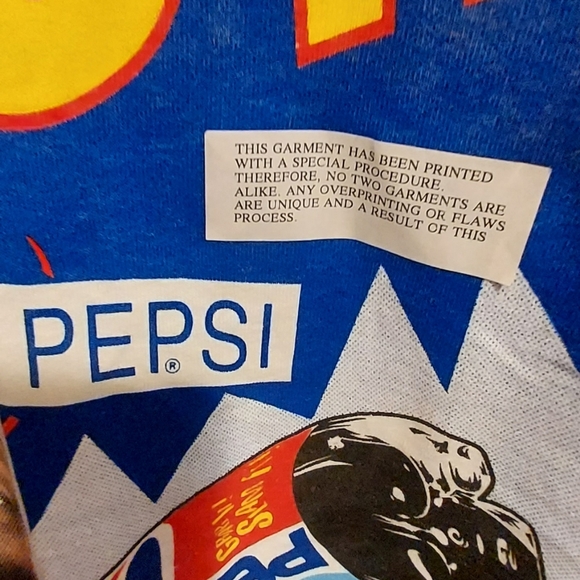 THIS GARMENT HAS BEEN PRINTED
WITH A SPECIAL PROCEDURE.
THEREFORE, NO TWO GARMENTS ARE
ALIKE. ANY OVERPRINTING OR FLAWS
ARE UNIQUE AND A RESULT OF THIS
PROCESS.
PEPSI
®